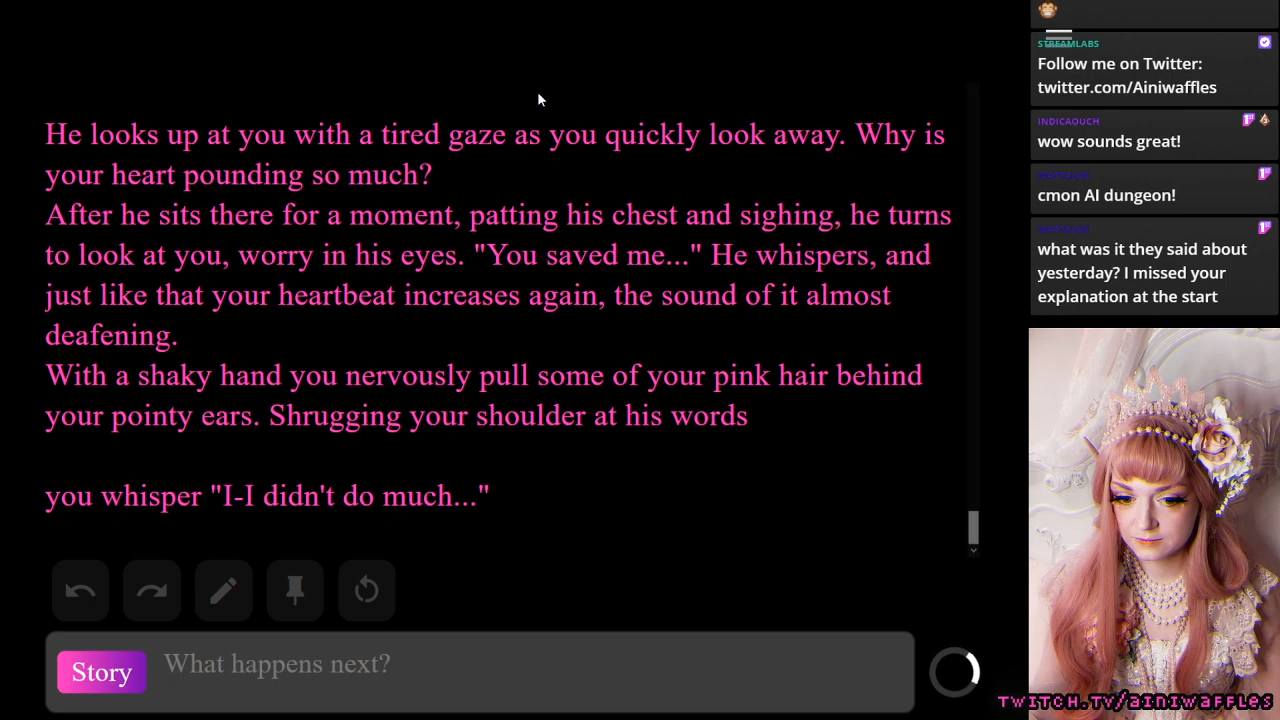 He looks up at you with a tired gaze as you quickly look away. Why is
your heart pounding so much?
After he sits there for a moment, patting his chest and sighing, he turns
to look at you, worry in his eyes. "You saved me..." He whispers, and
just like that your heartbeat increases again, the sound of it almost
deafening.
With a shaky hand you nervously pull some of your pink hair behind
your pointy ears. Shrugging your shoulder at his words
you whisper "I-I didn't do much..."
Story
What happens next?
STREAMLABS
Follow me on Twitter:
twitter.com/Ainiwaffles
INDICAOUCH
wow sounds great!
cmon AI dungeon!
what was it they said about
yesterday? I missed your
explanation at the start
TWITCH.TV/AINIWAFFLES